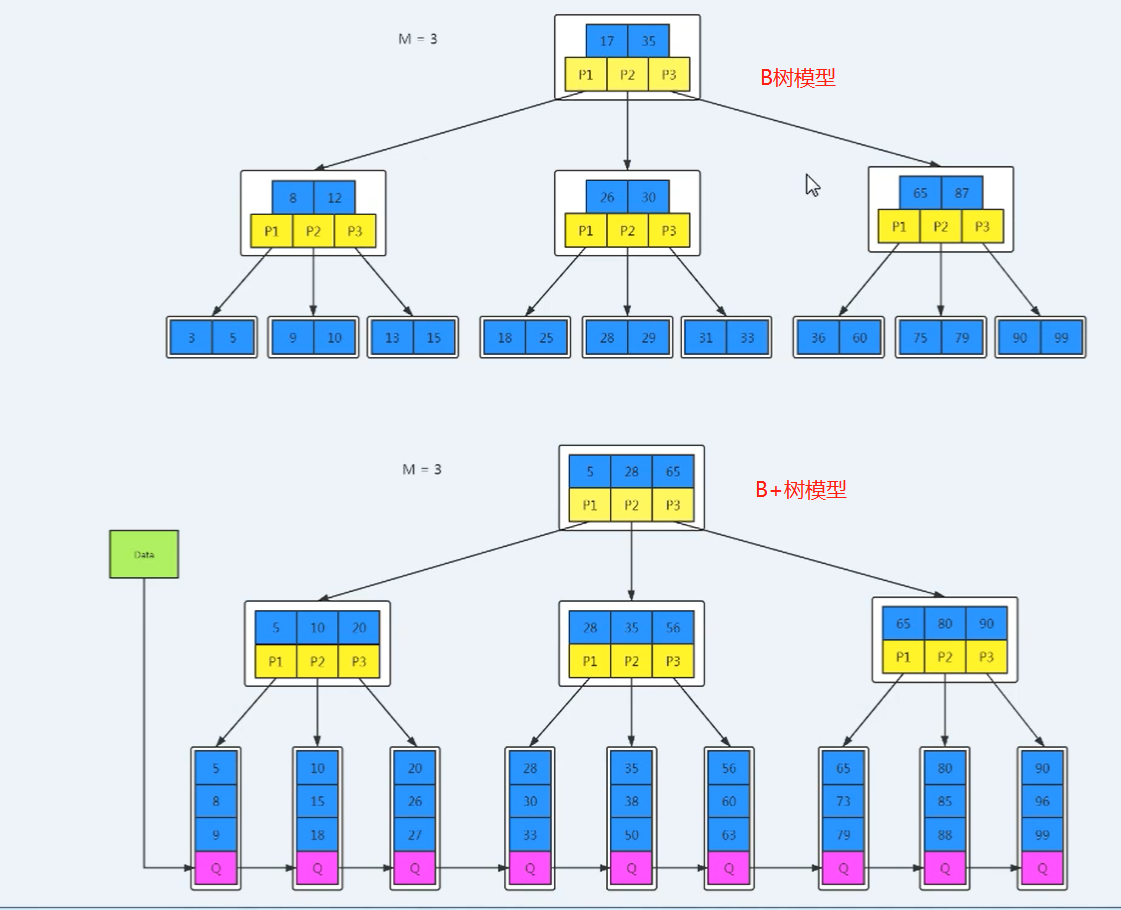 M = 3
17 35
P1 P2 P3
B树模型
8 12
P1 P2 P3
26 30
P1 P2 P3
65 87
P1 P2 P3
3 5
9 10
13 15
18 25
28 29
31 33
36 60
75 79
90 99
M = 3
5 28 65
P1 P2 P3
B+树模型
Data
5 10 20
P1 P2 P3
28 35 56
P1 P2 P3
65 80 90
P1 P2 P3
5
8
9
Q
10
15
18
Q
20
26
27
Q
28
30
33
Q
35
38
50
Q
56
60
63
Q
65
73
79
Q
80
85
88
Q
90
96
99
Q